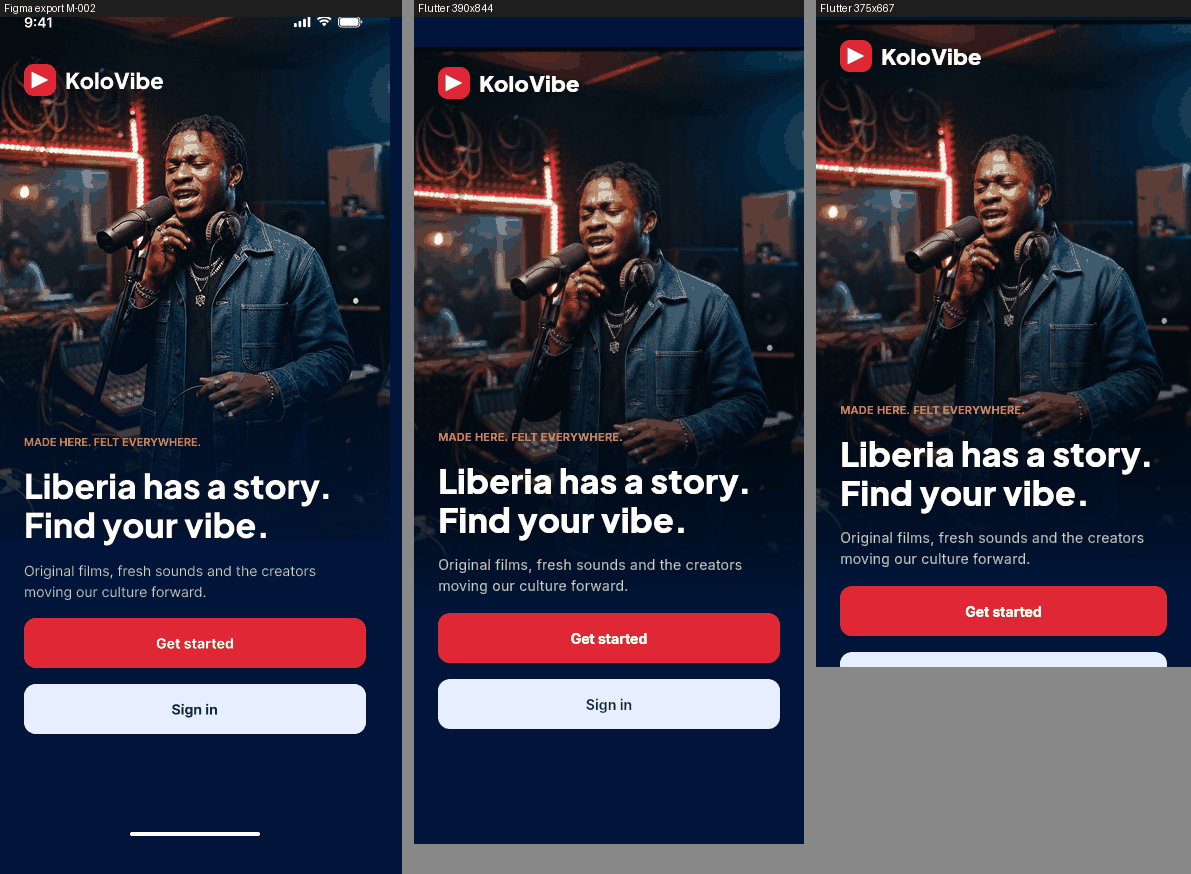 Figma export M-002
9:41
KoloVibe
MADE HERE. FELT EVERYWHERE.
Liberia has a story.
Find your vibe.
Original films, fresh sounds and the creators
moving our culture forward.
Get started
Sign in
Flutter 390x844
KoloVibe
MADE HERE. FELT EVERYWHERE.
Liberia has a story.
Find your vibe.
Original films, fresh sounds and the creators
moving our culture forward.
Get started
Sign in
Flutter 375x667
KoloVibe
MADE HERE. FELT EVERYWHERE.
Liberia has a story.
Find your vibe.
Original films, fresh sounds and the creators
moving our culture forward.
Get started